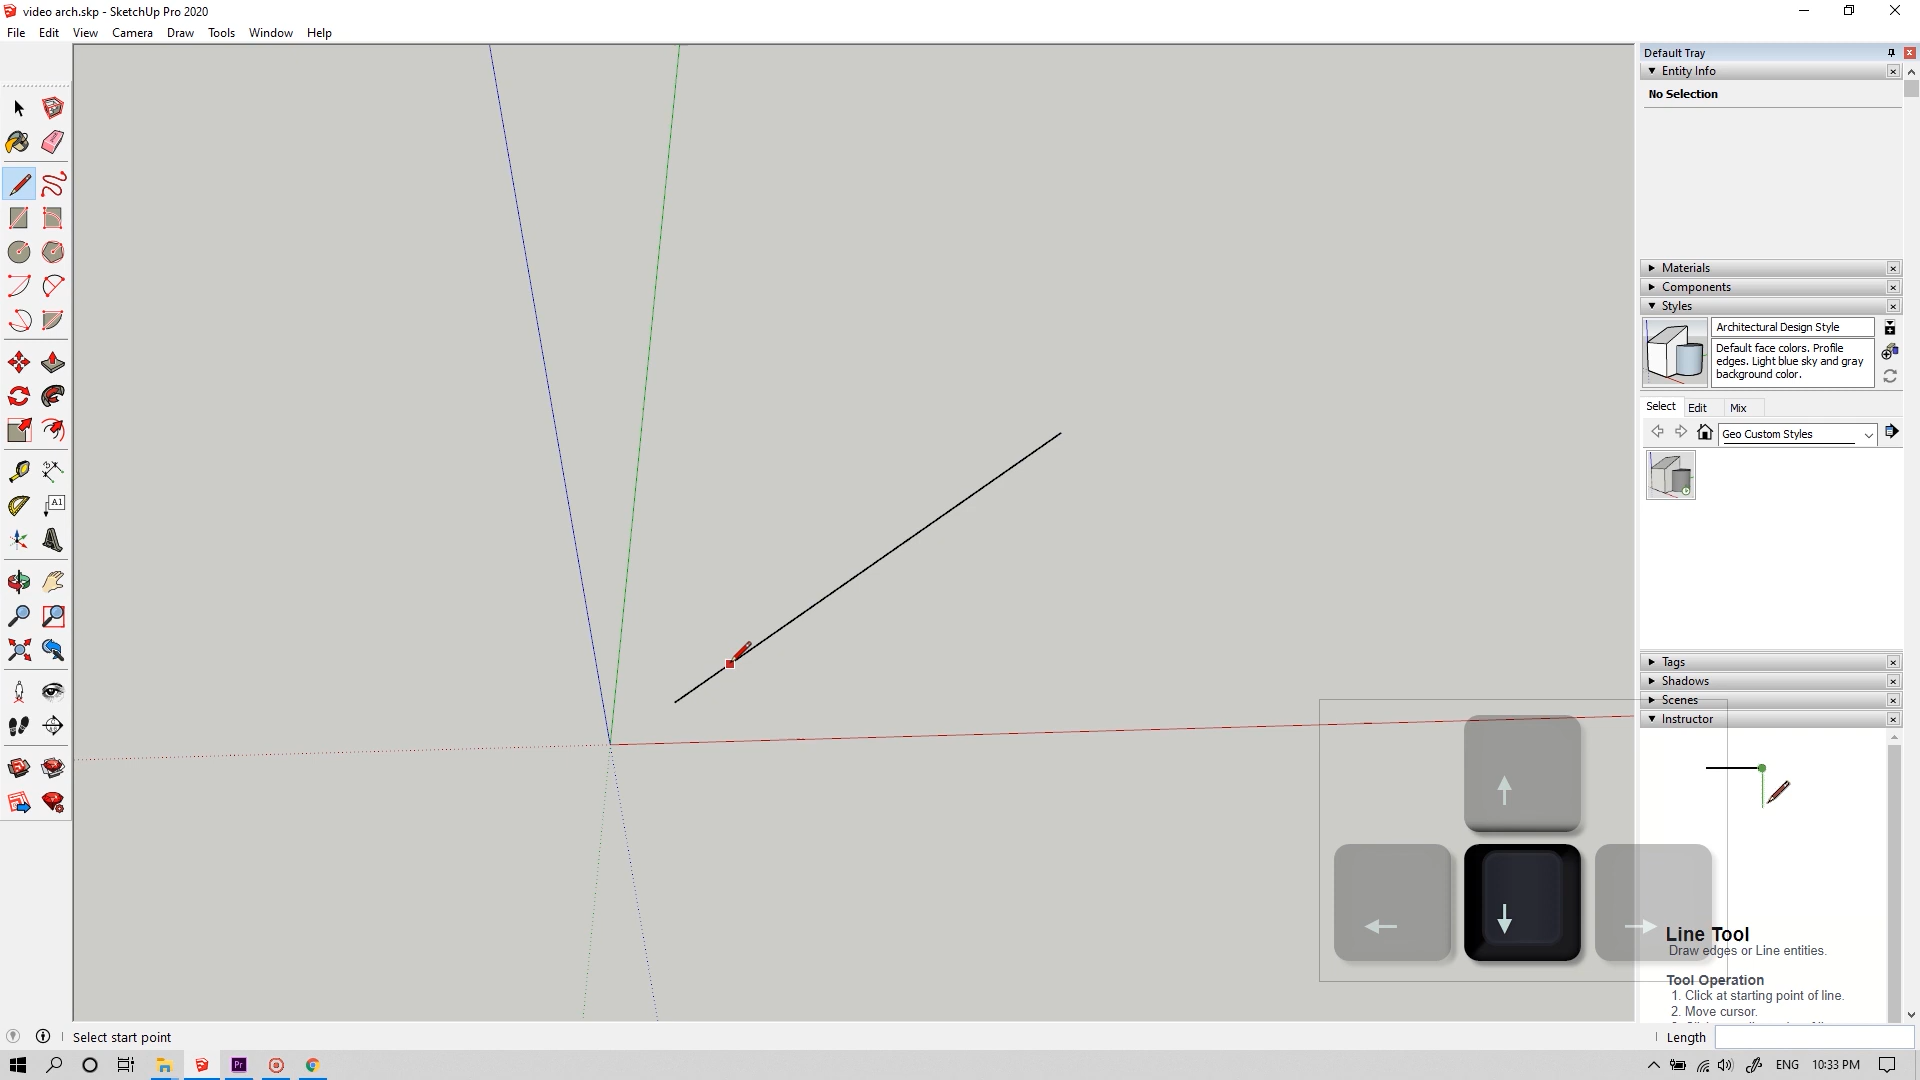 video arch.skp - SketchUp Pro 2020
File Edit View Camera Draw Tools Window Help
Default Tray
Entity Info
No Selection
Materials
Components
Styles
Architectural Design Style
Default face colors. Profile
edges. Light blue sky and gray
background color.
Select Edit Mix
Geo Custom Styles
A1
Tags
Shadows
Scenes
Instructor
Line Tool
Draw edges or Line entities.
Tool Operation
1. Click at starting point of line.
2. Move cursor.
Select start point
Length
Pr
ENG 10:33 PM